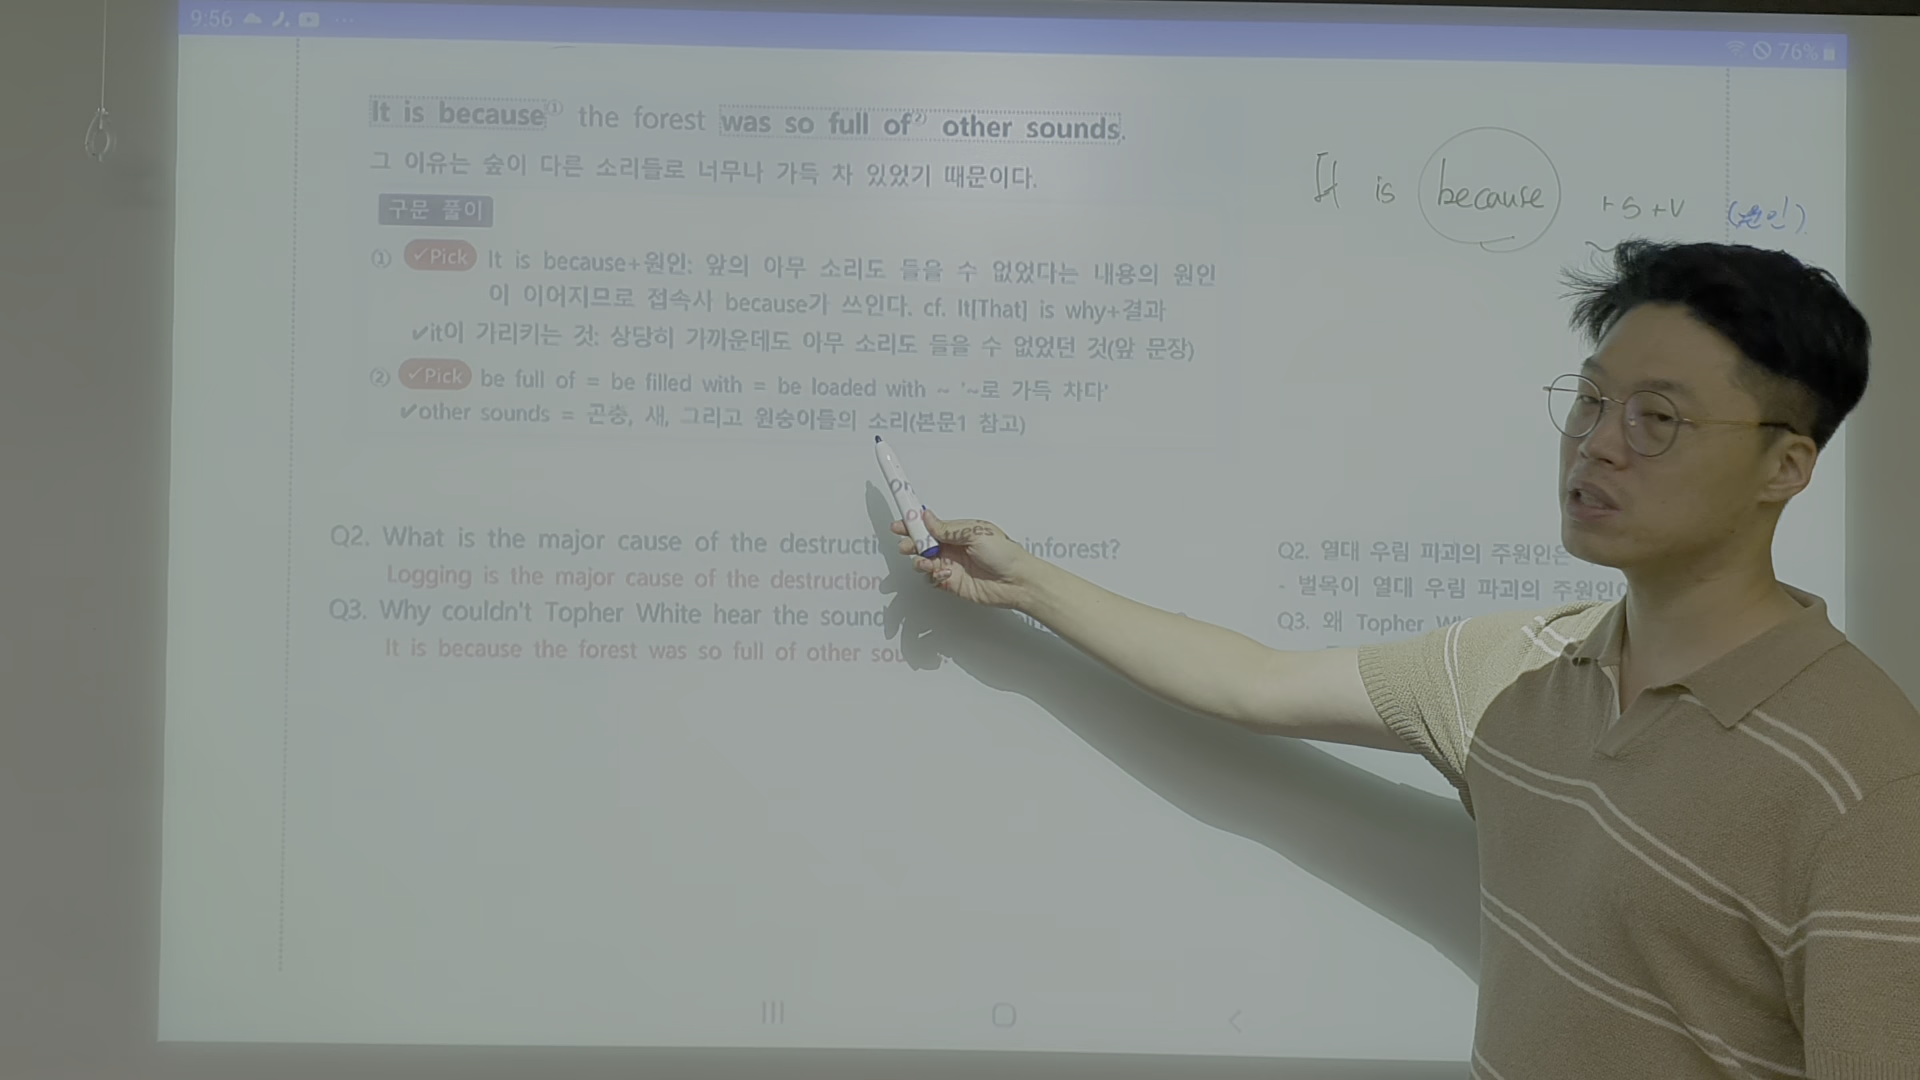 9:56
76%
It is because① the forest was so full of② other sounds.
그 이유는 숲이 다른 소리들로 너무나 가득 차 있었기 때문이다.
구문 풀이
① ✓Pick It is because+원인: 앞의 아무 소리도 들을 수 없었다는 내용의 원인
이 이어지므로 접속사 because가 쓰인다. cf. It[That] is why+결과
✓it이 가리키는 것: 상당히 가까운데도 아무 소리도 들을 수 없었던 것(앞 문장)
② ✓Pick be full of = be filled with = be loaded with ~ '~로 가득 차다'
✓other sounds = 곤충, 새, 그리고 원숭이들의 소리(본문1 참고)
It is because +S +V (원인)
Q2. What is the major cause of the destructi of trees inforest?
Logging is the major cause of the destruction
Q3. Why couldn't Topher White hear the sound
It is because the forest was so full of other sou
Q2. 열대 우림 파괴의 주원인은
- 벌목이 열대 우림 파괴의 주원인이
Q3. 왜 Topher